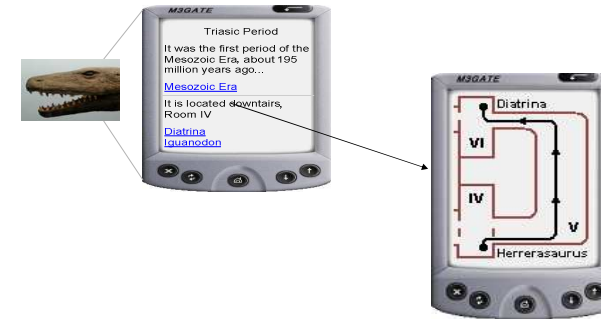 M3GATE
Triasic Period
It was the first period of the
Mesozoic Era, about 195
million years ago...
Mesozoic Era
It is located downtairs,
Room IV
Diatrina
Iguanodon
M3GATE
Diatrina
VI
IV
V
Herrerasaurus